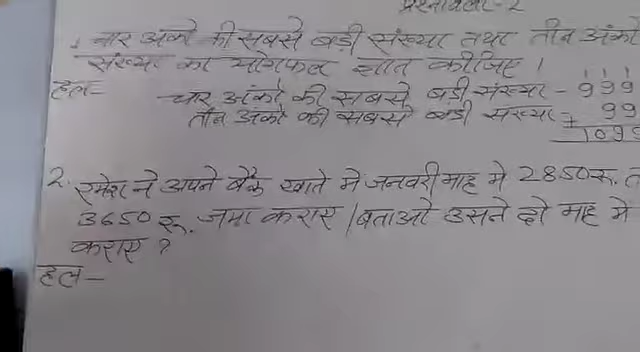 प्रश्नावली-2
1. चार अंको की सबसे बड़ी संख्या तथा तीन अंको
संख्या का योगफल ज्ञात कीजिए।
हल- चार अंको की सबसे बड़ी संख्या - 999
तीन अंको की सबसे बड़ी संख्या + 99
1099
2. रमेश ने अपने बैंक खाते में जनवरी माह में 2850रू. त
3650 रू. जमा कराए। बताओ उसने दो माह में
कराए ?
हल-